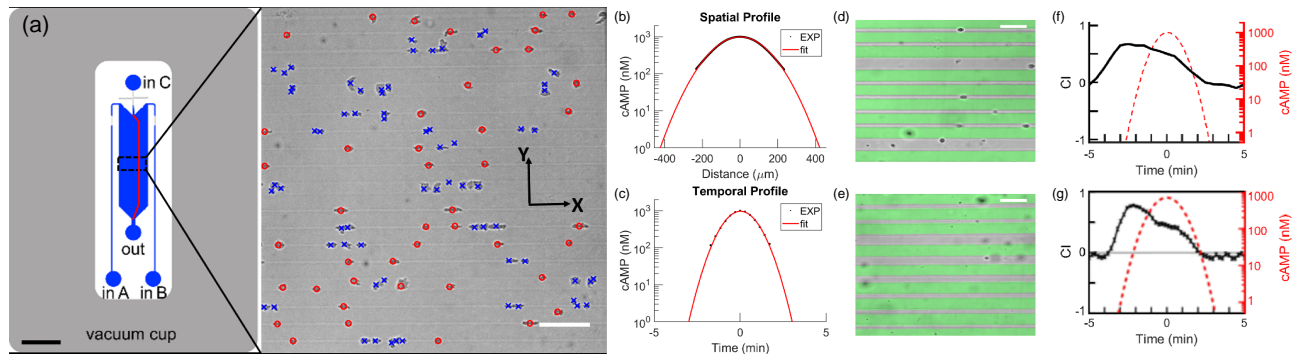 (a)
in C
out
in A
in B
vacuum cup
Y
X
(b)
Spatial Profile
EXP
fit
cAMP (nM)
10³
10²
10¹
10⁰
-400
-200
0
200
400
Distance (μm)
(c)
Temporal Profile
EXP
fit
cAMP (nM)
10³
10²
10¹
10⁰
-5
0
5
Time (min)
(d)
(e)
(f)
CI
1
0
-1
-5
0
5
Time (min)
1000
100
10
1
cAMP (nM)
(g)
CI
1
0
-1
-5
0
5
Time (min)
1000
100
10
1
cAMP (nM)